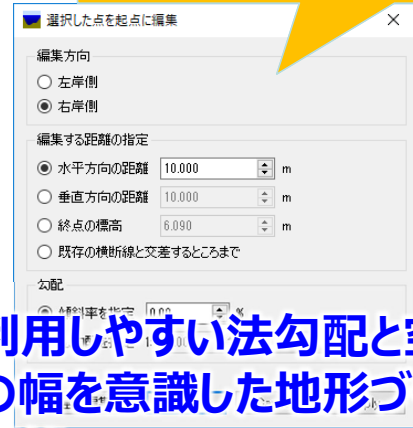 選択した点を起点に編集
編集方向
左岸側
右岸側
編集する距離の指定
水平方向の距離 10.000 m
垂直方向の距離 10.000 m
終点の標高 6.090 m
既存の横断線と交差するところまで
勾配
傾斜率を指定 %
利用しやすい法勾配と
の幅を意識した地形づ